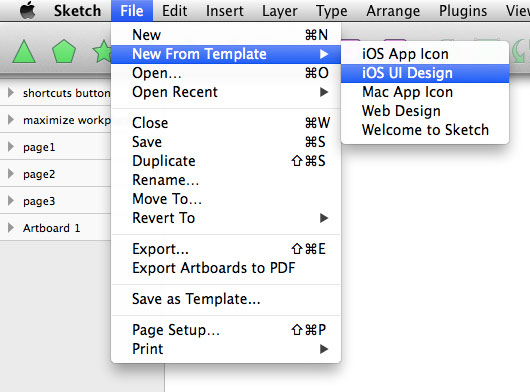 Sketch File Edit Insert Layer Type Arrange Plugins View
New ⌘N
New From Template ▶
Open... ⌘O
Open Recent ▶
Close ⌘W
Save ⌘S
Duplicate ⇧⌘S
Rename...
Move To...
Revert To ▶
Export... ⇧⌘E
Export Artboards to PDF
Save as Template...
Page Setup... ⇧⌘P
Print ▶
iOS App Icon
iOS UI Design
Mac App Icon
Web Design
Welcome to Sketch
shortcuts button
maximize workp
page1
page2
page3
Artboard 1